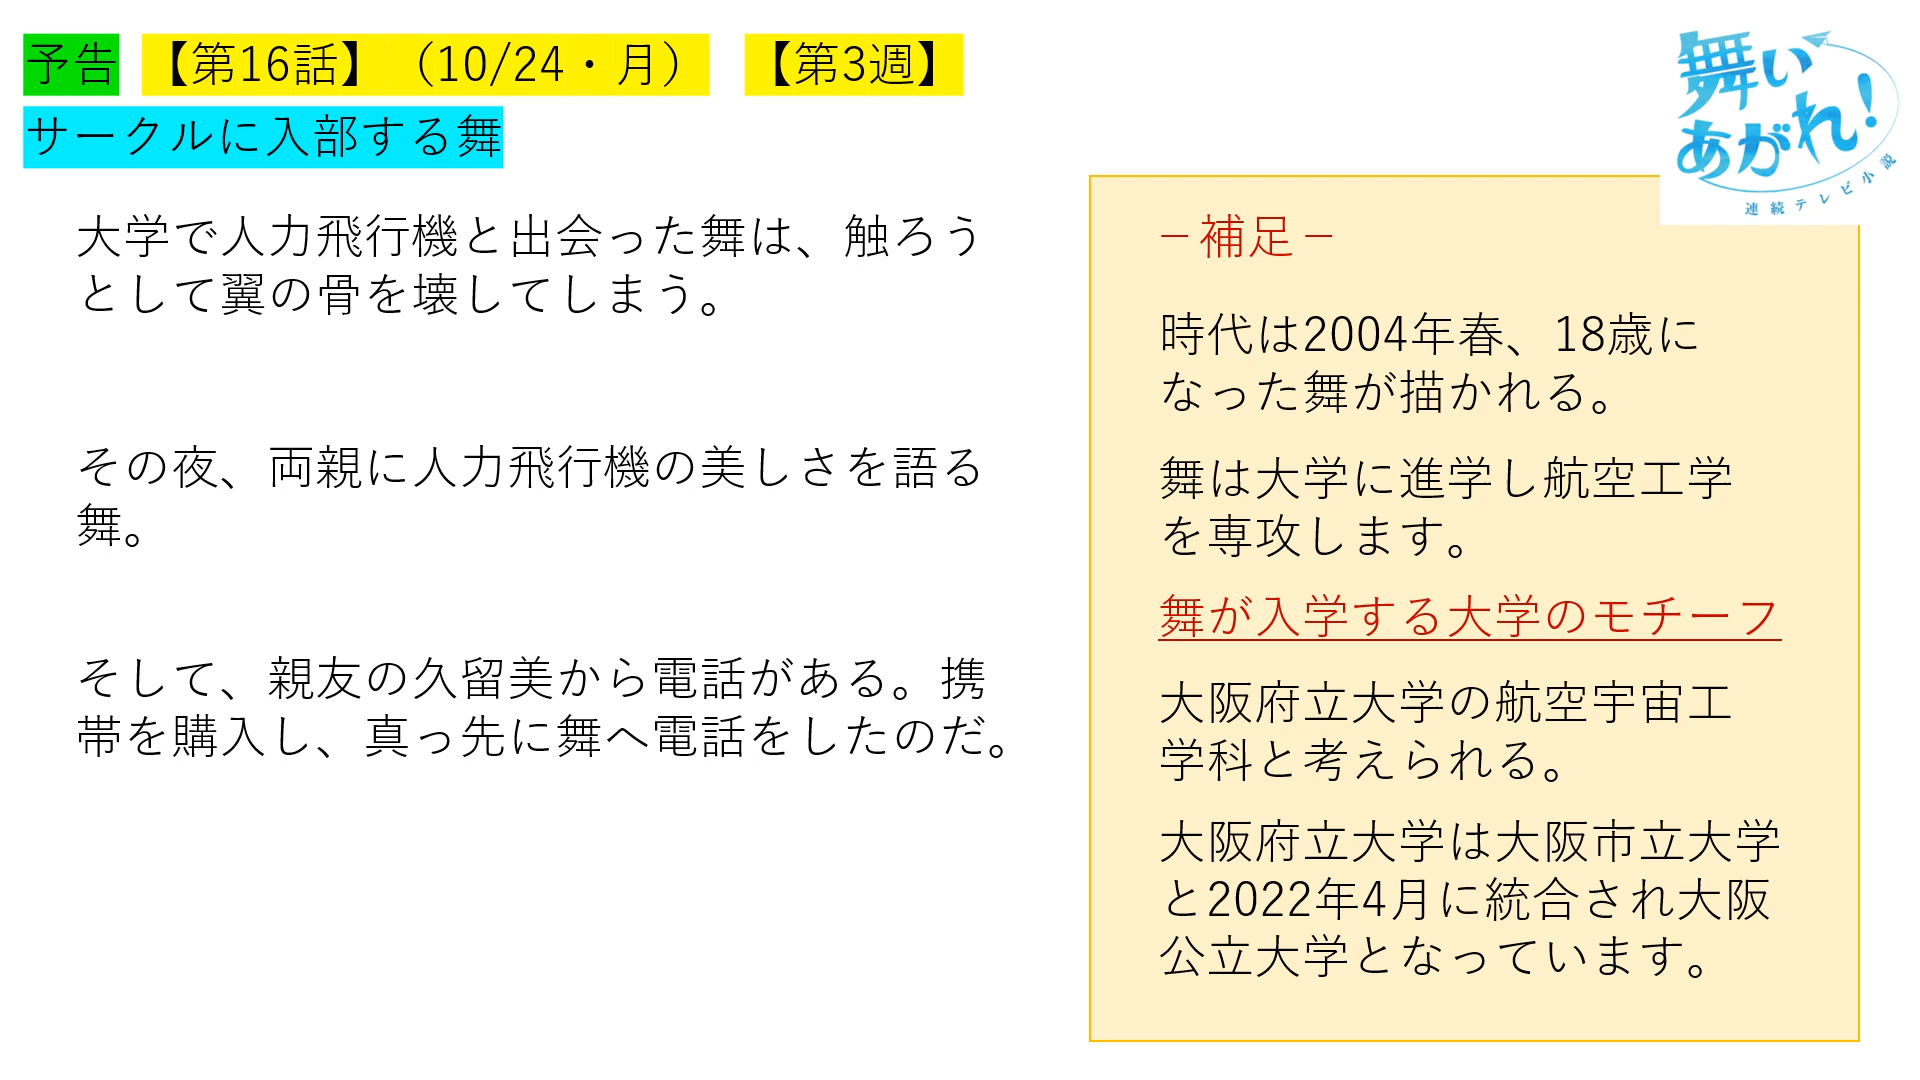 予告 【第16話】（10/24・月） 【第3週】
サークルに入部する舞
大学で人力飛行機と出会った舞は、触ろう
として翼の骨を壊してしまう。
その夜、両親に人力飛行機の美しさを語る
舞。
そして、親友の久留美から電話がある。携
帯を購入し、真っ先に舞へ電話をしたのだ。
舞い
あがれ！
連続テレビ小説
－補足－
時代は2004年春、18歳に
なった舞が描かれる。
舞は大学に進学し航空工学
を専攻します。
舞が入学する大学のモチーフ
大阪府立大学の航空宇宙工
学科と考えられる。
大阪府立大学は大阪市立大学
と2022年4月に統合され大阪
公立大学となっています。